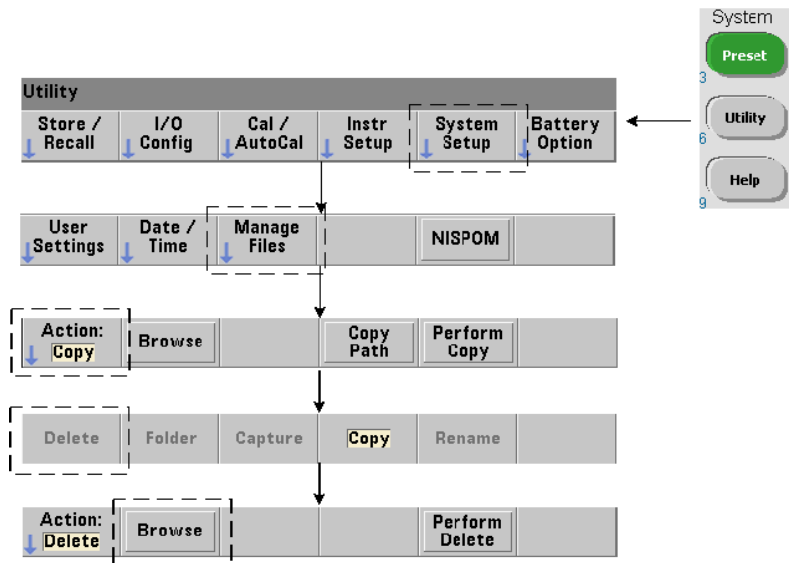 System
Preset
3
Utility
6
Help
9
Utility
Store / Recall
I/O Config
Cal / AutoCal
Instr Setup
System Setup
Battery Option
User Settings
Date / Time
Manage Files
NISPOM
Action: Copy
Browse
Copy Path
Perform Copy
Delete
Folder
Capture
Copy
Rename
Action: Delete
Browse
Perform Delete